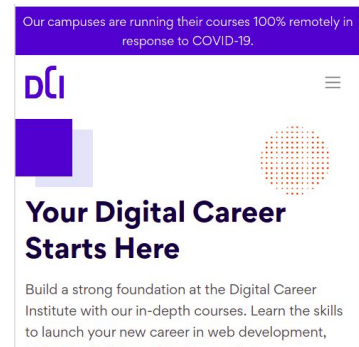 Our campuses are running their courses 100% remotely in
response to COVID-19.
DCI
Your Digital Career
Starts Here
Build a strong foundation at the Digital Career
Institute with our in-depth courses. Learn the skills
to launch your new career in web development,